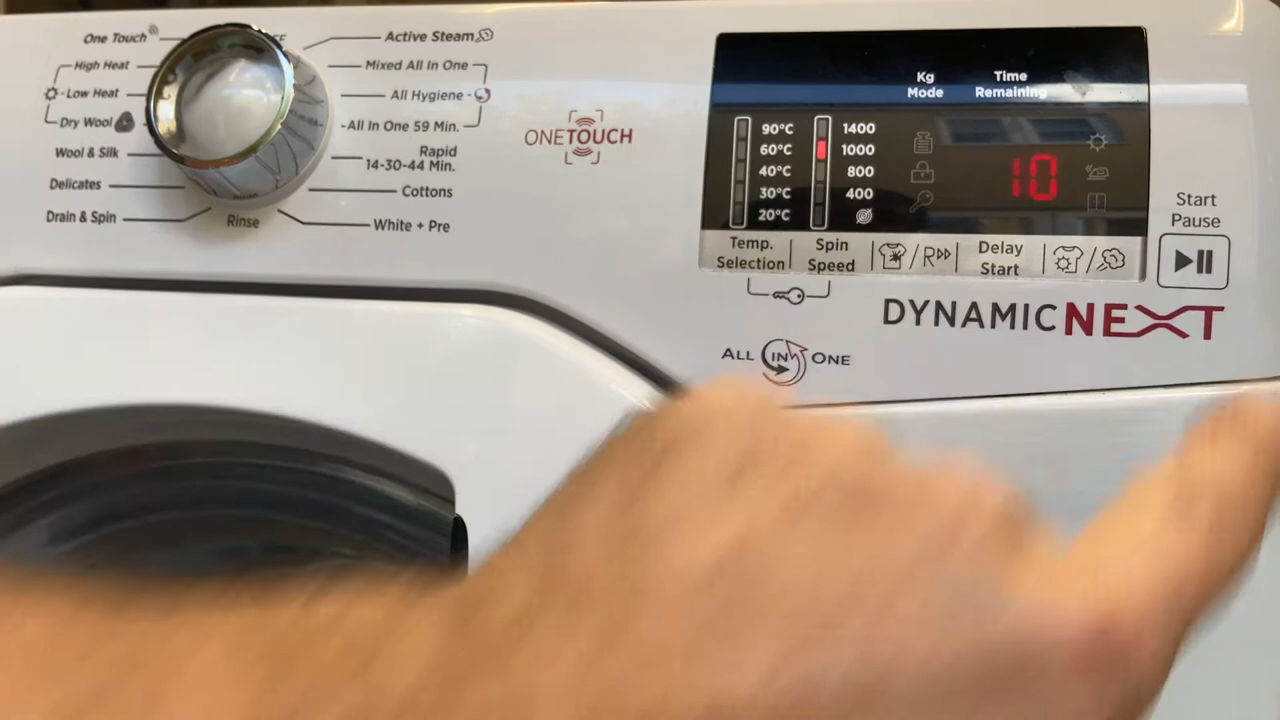 One Touch
High Heat
Low Heat
Dry Wool
Wool & Silk
Delicates
Drain & Spin
Rinse
Active Steam
Mixed All In One
All Hygiene -
-All In One 59 Min.
Rapid
14-30-44 Min.
Cottons
White + Pre
ONETOUCH
Kg
Mode
Time
Remaining
90°C
60°C
40°C
30°C
20°C
1400
1000
800
400
10
Temp.
Selection
Spin
Speed
R
Delay
Start
Start
Pause
DYNAMICNEXT
ALL IN ONE